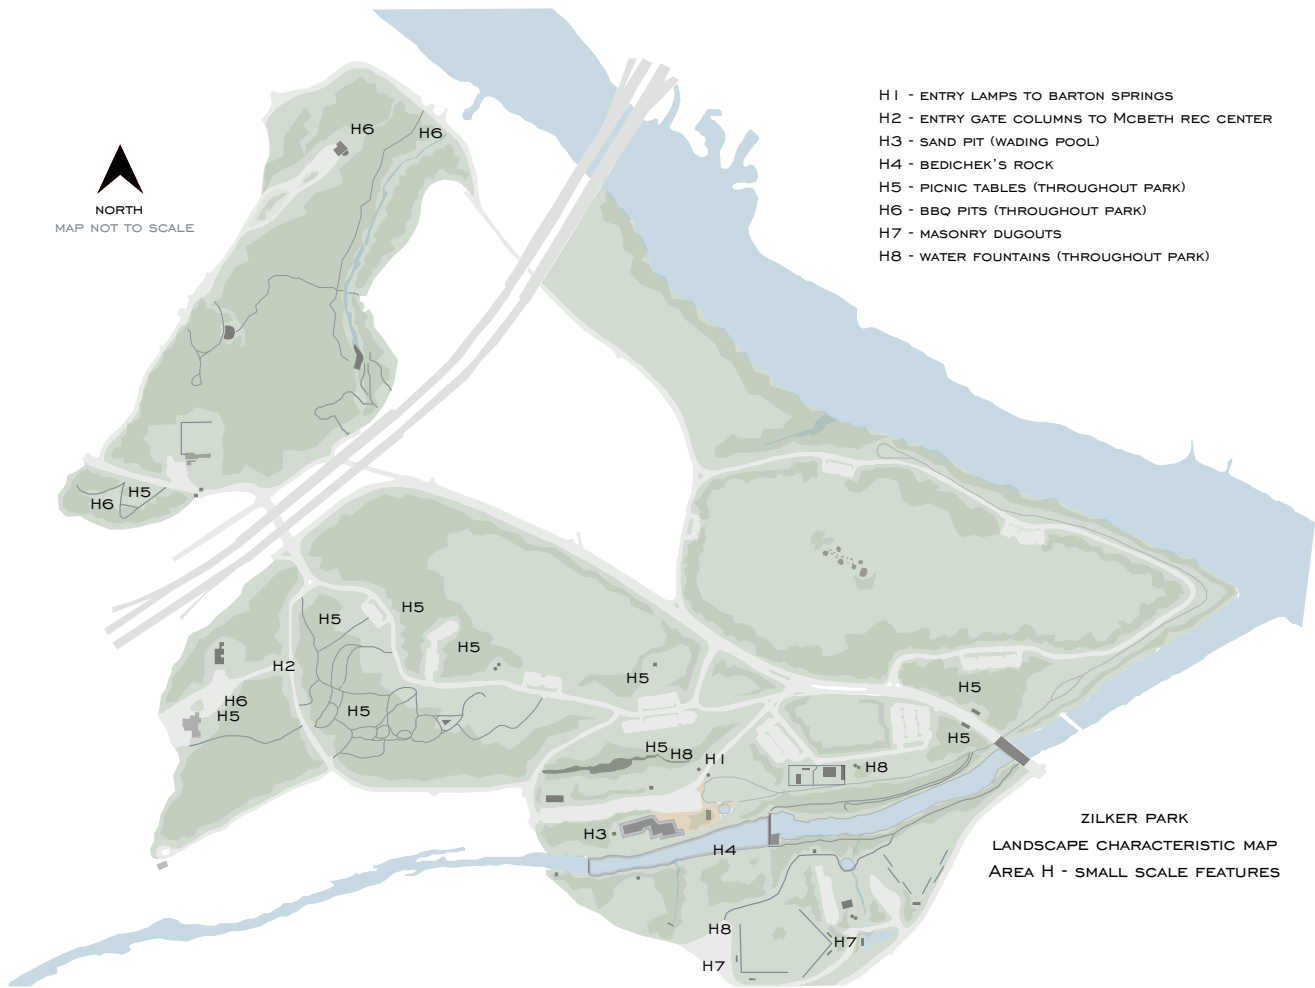 H1 - ENTRY LAMPS TO BARTON SPRINGS
H2 - ENTRY GATE COLUMNS TO McBETH REC CENTER
H3 - SAND PIT (WADING POOL)
H4 - BEDICHEK'S ROCK
H5 - PICNIC TABLES (THROUGHOUT PARK)
H6 - BBQ PITS (THROUGHOUT PARK)
H7 - MASONRY DUGOUTS
H8 - WATER FOUNTAINS (THROUGHOUT PARK)
H6
H6
NORTH
MAP NOT TO SCALE
H5
H6
H5
H5
H5
H2
H5
H5
H6
H5
H5
H5
H5
H8
H1
H8
H3
H4
H8
H7
H7
ZILKER PARK
LANDSCAPE CHARACTERISTIC MAP
AREA H - SMALL SCALE FEATURES